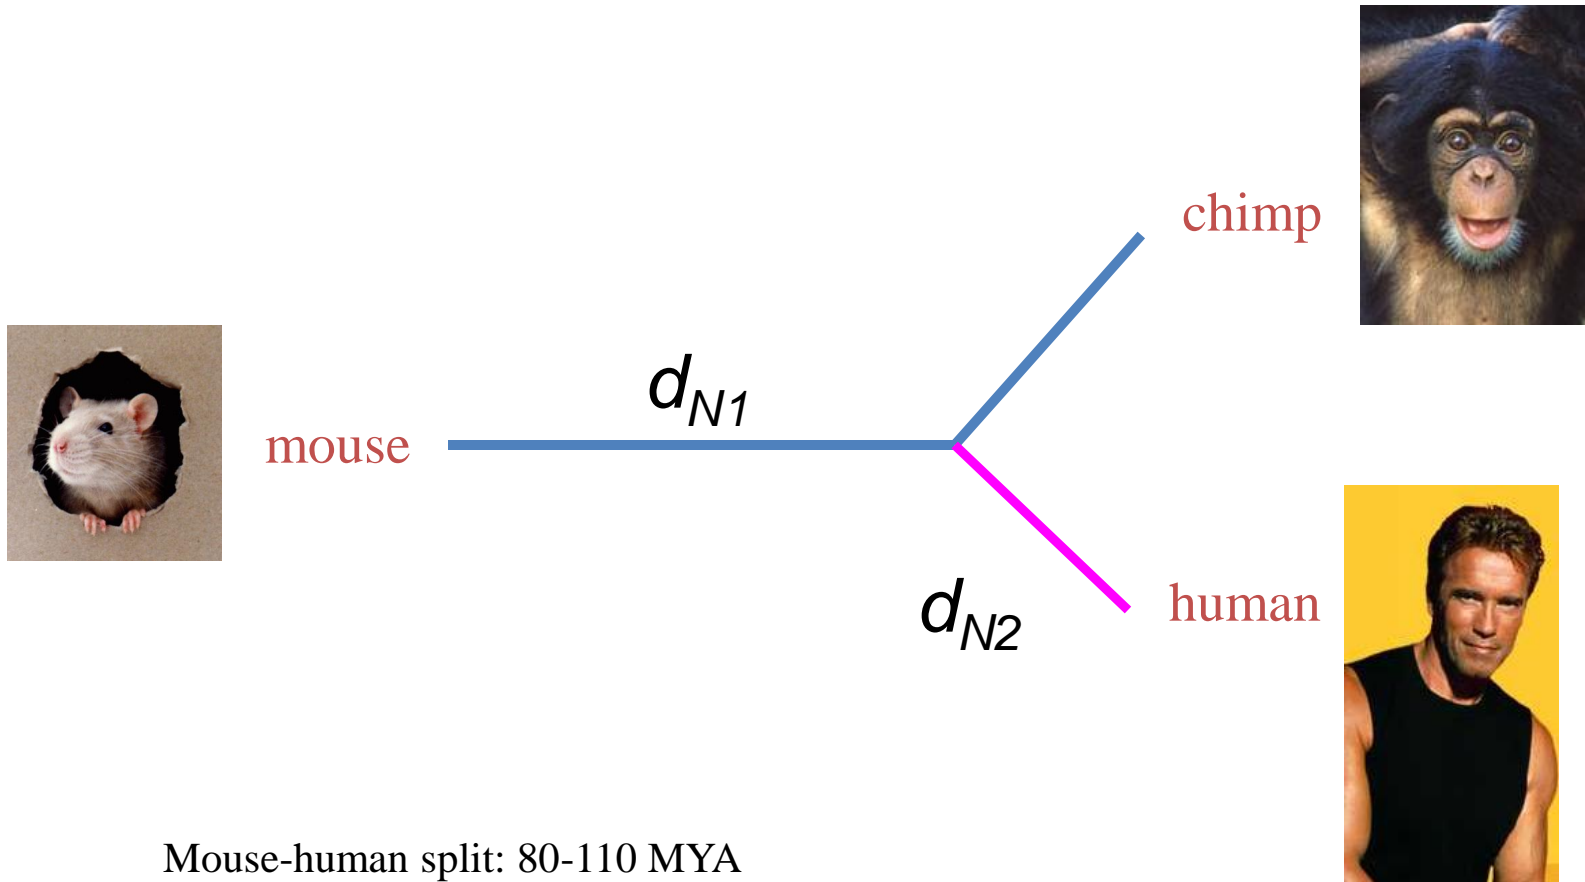 chimp
d_N1
mouse
d_N2
human
Mouse-human split: 80-110 MYA